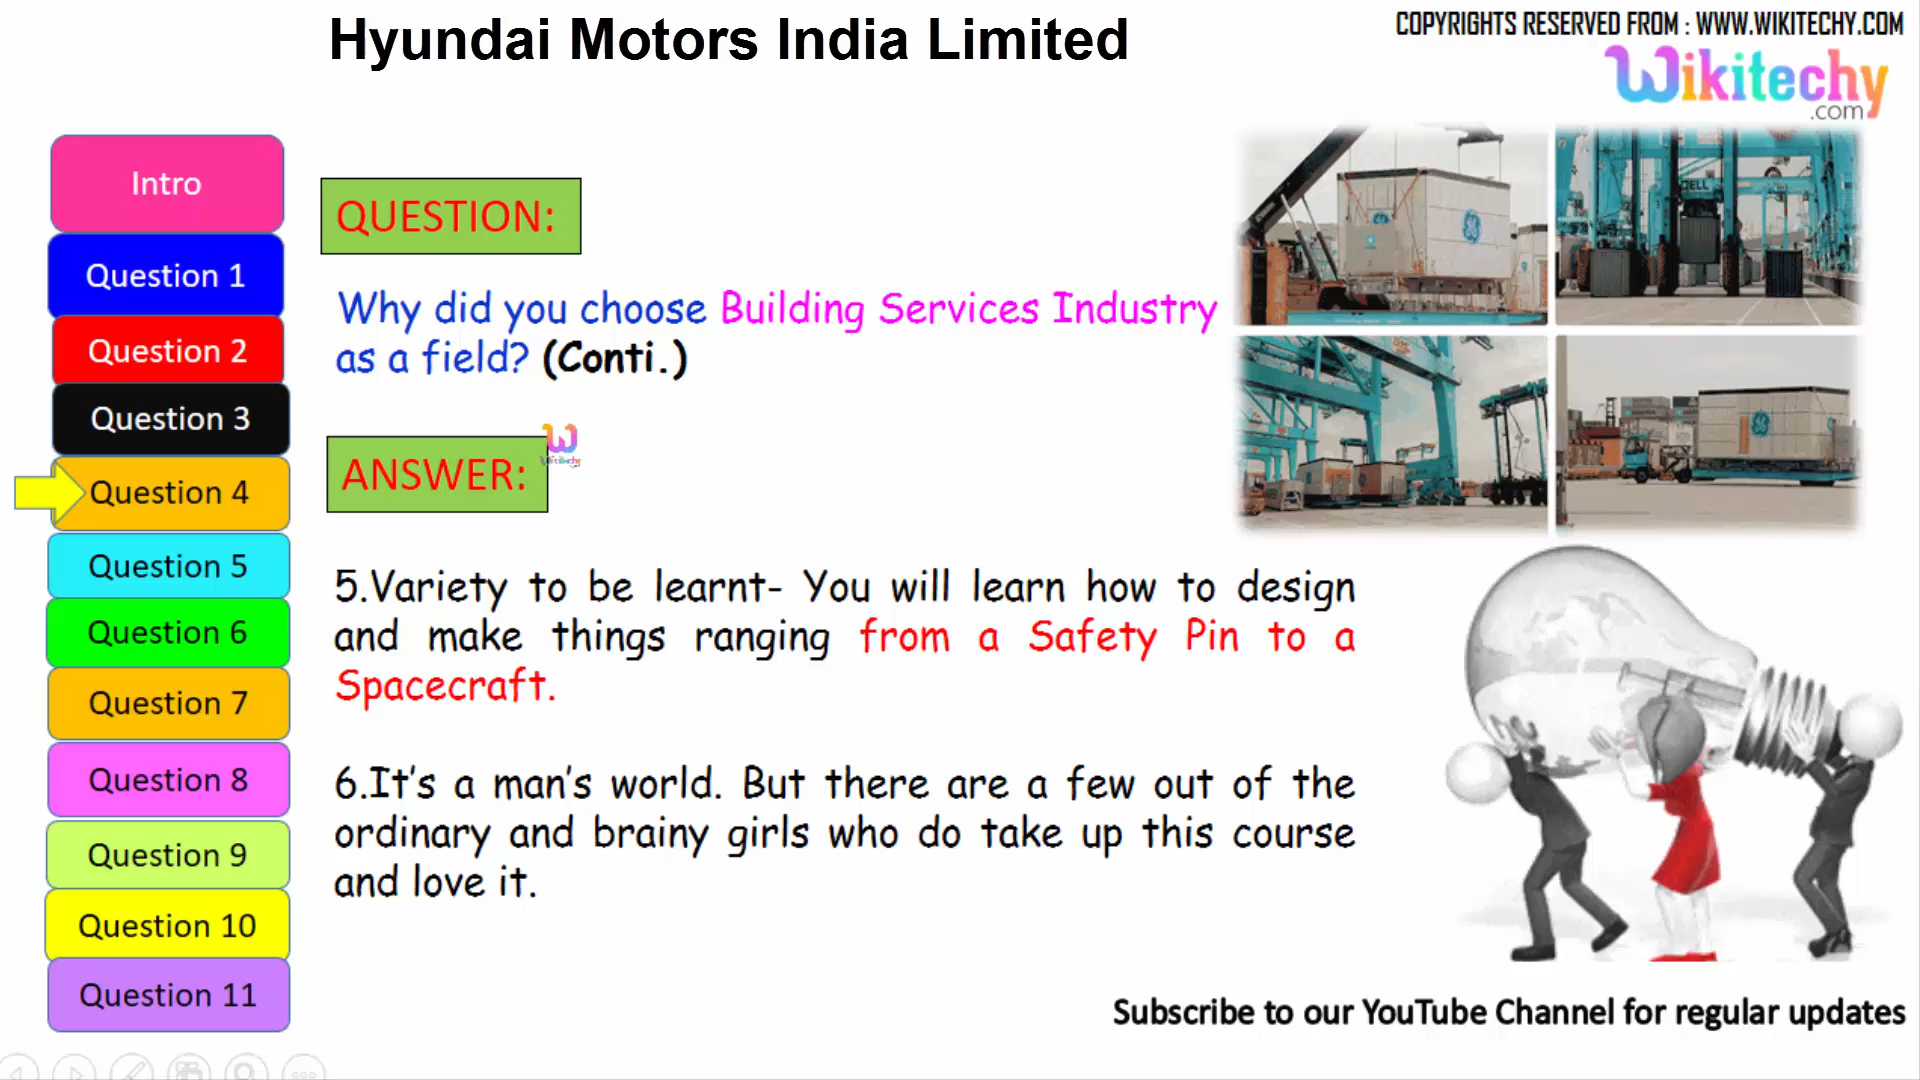 Hyundai Motors India Limited
COPYRIGHTS RESERVED FROM : WWW.WIKITECHY.COM
Wikitechy
.com
Intro
Question 1
Question 2
Question 3
Question 4
Question 5
Question 6
Question 7
Question 8
Question 9
Question 10
Question 11
QUESTION:
Why did you choose Building Services Industry
as a field? (Conti.)
ANSWER:
Wikitechy
5.Variety to be learnt- You will learn how to design
and make things ranging from a Safety Pin to a
Spacecraft.
6.It's a man's world. But there are a few out of the
ordinary and brainy girls who do take up this course
and love it.
Subscribe to our YouTube Channel for regular updates